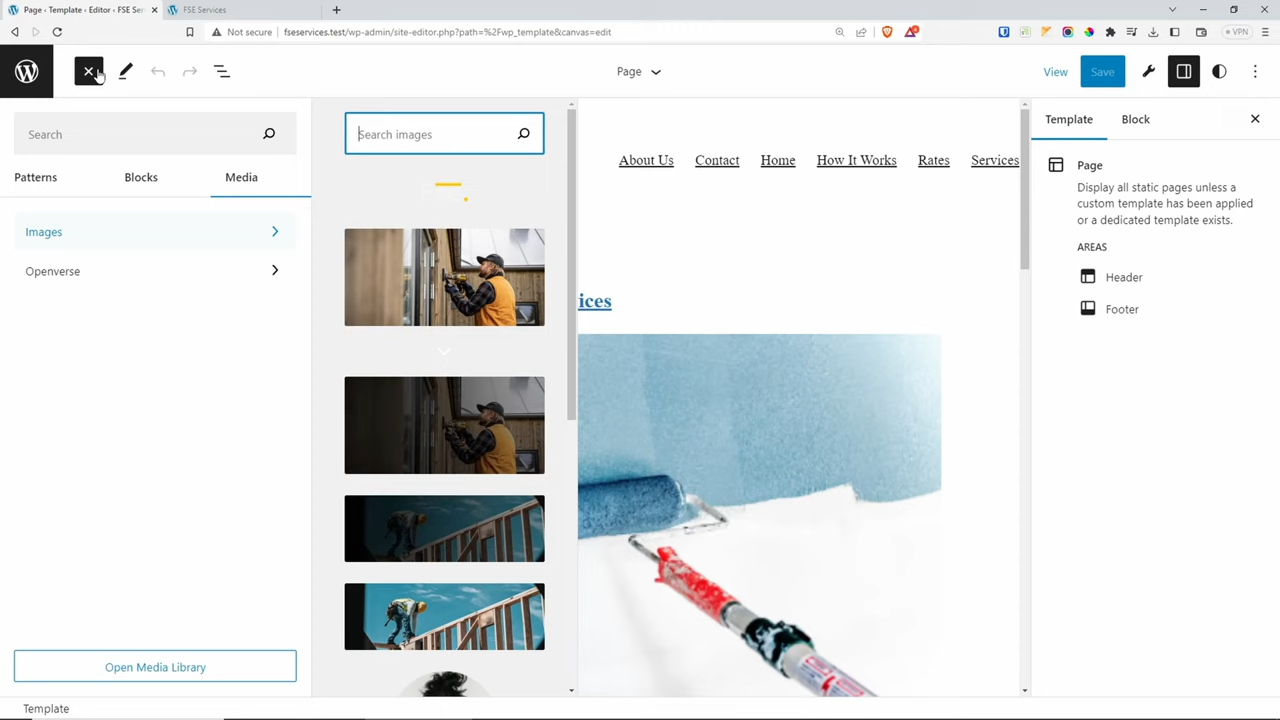 Page ‹ Template ‹ Editor ‹ FSE Ser
FSE Services
Not secure
fseservices.test/wp-admin/site-editor.php?path=%2Fwp_template&canvas=edit
VPN
Page
View
Save
Search
Patterns
Blocks
Media
Images
Openverse
Open Media Library
Search images
About Us
Contact
Home
How It Works
Rates
Services
ices
Template
Block
Page
Display all static pages unless a
custom template has been applied
or a dedicated template exists.
AREAS
Header
Footer
Template